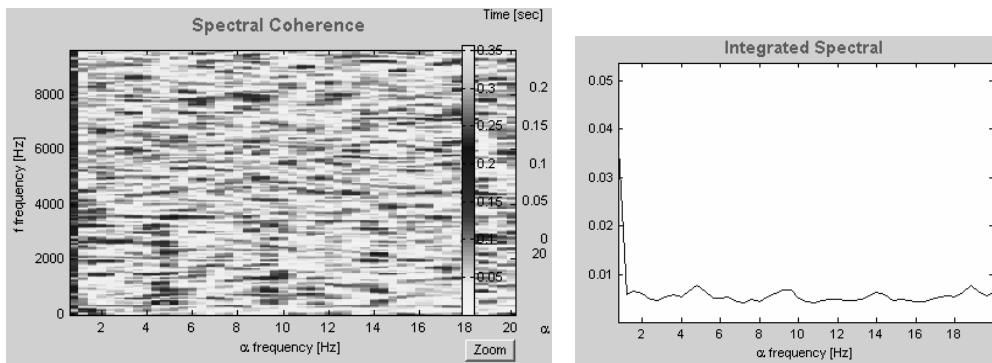 Time [sec]
Spectral Coherence
0.35
0.3
0.25
0.2
0.15
0.1
0.05
0.2
0.1
0.05
0
20
8000
6000
4000
2000
0
f frequency [Hz]
2 4 6 8 10 12 14 16 18 20
α
α frequency [Hz]
Zoom
Integrated Spectral
0.05
0.04
0.03
0.02
0.01
2 4 6 8 10 12 14 16 18
α frequency [Hz]